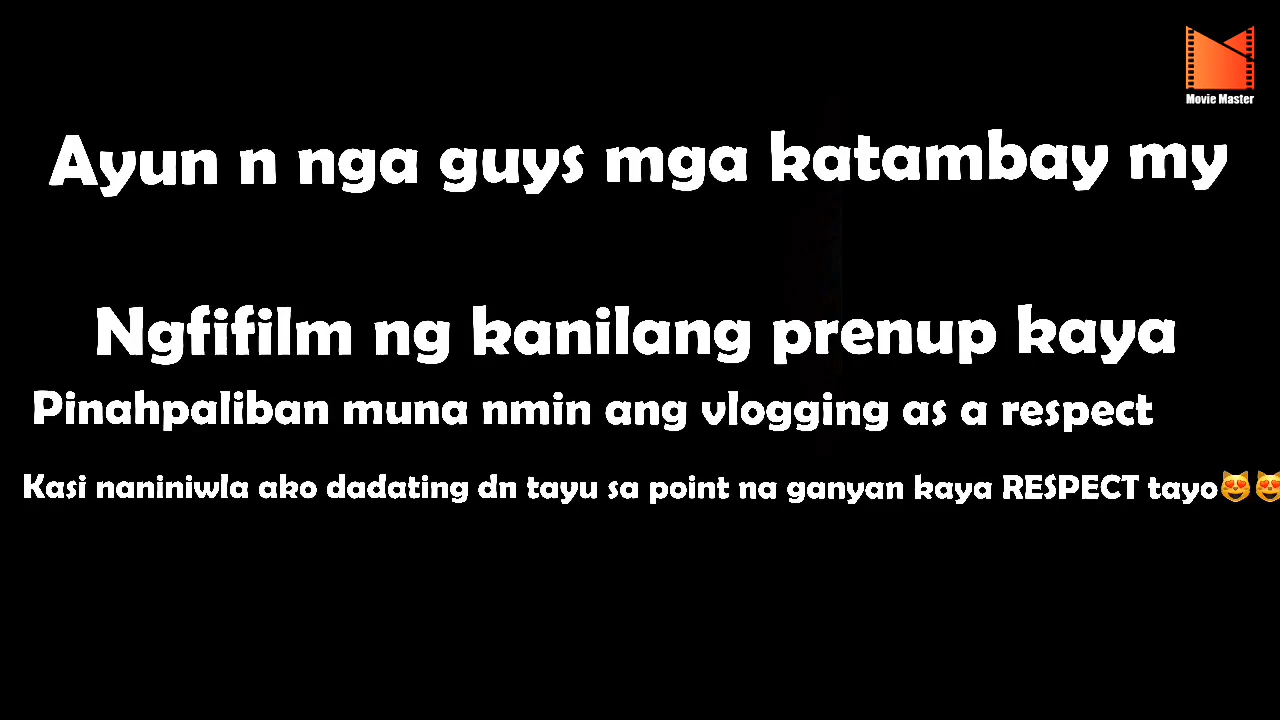 Movie Master
Ayun n nga guys mga katambay my
Ngfifilm ng kanilang prenup kaya
Pinahpaliban muna nmin ang vlogging as a respect
Kasi naniniwla ako dadating dn tayu sa point na ganyan kaya RESPECT tayo😻😻